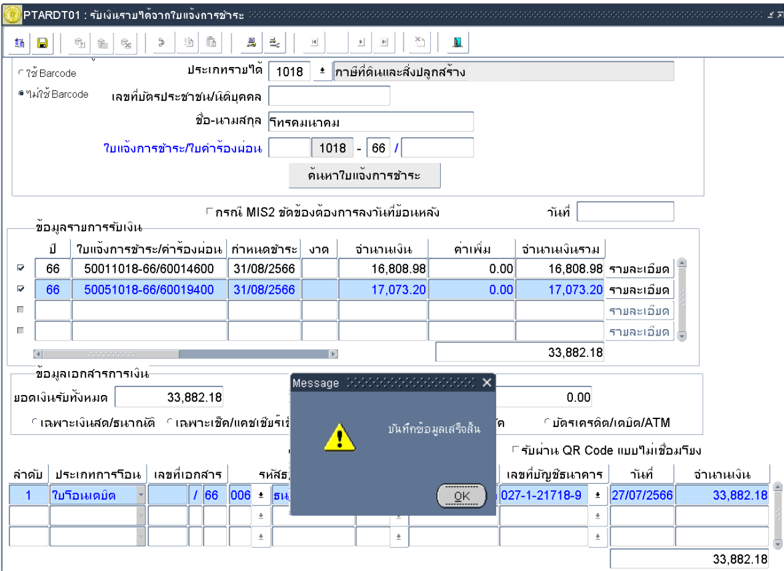 PTARDT01 : รับเงินรายได้จากใบแจ้งการชำระ
ใช้ Barcode
ประเภทรายได้ 1018 ภาษีที่ดินและสิ่งปลูกสร้าง
ไม่ใช้ Barcode
เลขที่บัตรประชาชน/นิติบุคคล
ชื่อ-นามสกุล โทรคมนาคม
ใบแจ้งการชำระ/ใบคำร้องผ่อน 1018 - 66 /
ค้นหาใบแจ้งการชำระ
กรณี MIS2 ขัดข้องต้องการลงวันที่ย้อนหลัง วันที่
ข้อมูลรายการรับเงิน
ปี ใบแจ้งการชำระ/คำร้องผ่อน กำหนดชำระ งวด จำนวนเงิน ค่าเพิ่ม จำนวนเงินรวม
66 50011018-66/60014600 31/08/2566 16,808.98 0.00 16,808.98 รายละเอียด
66 50051018-66/60019400 31/08/2566 17,073.20 0.00 17,073.20 รายละเอียด
รายละเอียด
รายละเอียด
33,882.18
ข้อมูลเอกสารการเงิน
ยอดเงินรับทั้งหมด 33,882.18 0.00
เฉพาะเงินสด/ธนาณัติ เฉพาะเช็ค/แคชเชียร์เช็ บัตรเครดิต/เดบิต/ATM
Message
บันทึกข้อมูลเสร็จสิ้น
OK
รับผ่าน QR Code แบบไม่เชื่อมโยง
ลำดับ ประเภทการโอน เลขที่เอกสาร รหัสธ เลขที่บัญชีธนาคาร วันที่ จำนวนเงิน
1 ใบโอนเดบิต / 66 006 ธน 027-1-21718-9 27/07/2566 33,882.18
33,882.18